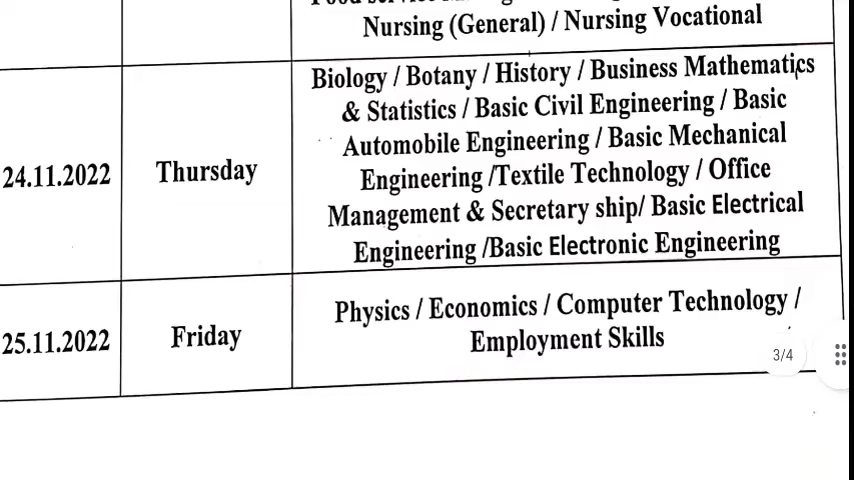 Nursing (General) / Nursing Vocational
24.11.2022
Thursday
Biology / Botany / History / Business Mathematics
& Statistics / Basic Civil Engineering / Basic
Automobile Engineering / Basic Mechanical
Engineering /Textile Technology / Office
Management & Secretary ship/ Basic Electrical
Engineering /Basic Electronic Engineering
25.11.2022
Friday
Physics / Economics / Computer Technology /
Employment Skills
3/4